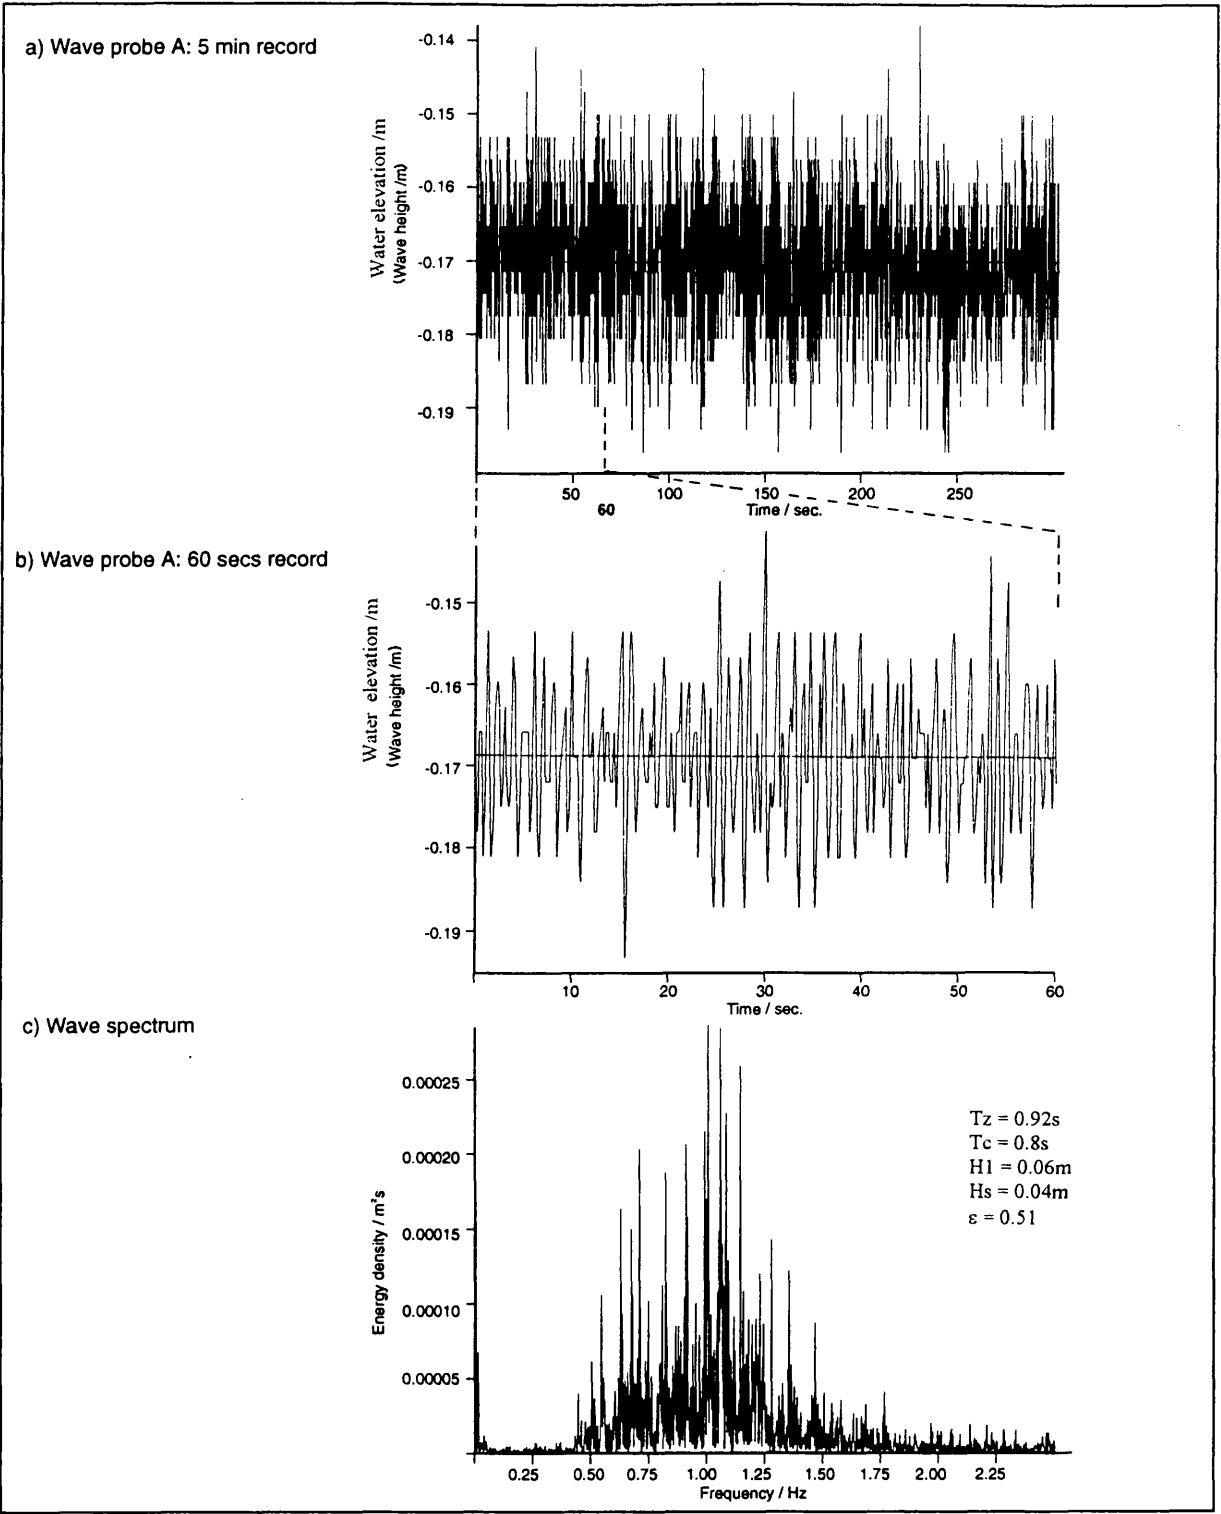 a) Wave probe A: 5 min record
Water elevation /m
(Wave height /m)
-0.14
-0.15
-0.16
-0.17
-0.18
-0.19
50 100 150 200 250
60
Time / sec.
b) Wave probe A: 60 secs record
Water elevation /m
(Wave height /m)
-0.15
-0.16
-0.17
-0.18
-0.19
10 20 30 40 50 60
Time / sec.
c) Wave spectrum
Energy density / m²s
0.00025
0.00020
0.00015
0.00010
0.00005
Tz = 0.92s
Tc = 0.8s
H1 = 0.06m
Hs = 0.04m
ε = 0.51
0.25 0.50 0.75 1.00 1.25 1.50 1.75 2.00 2.25
Frequency / Hz